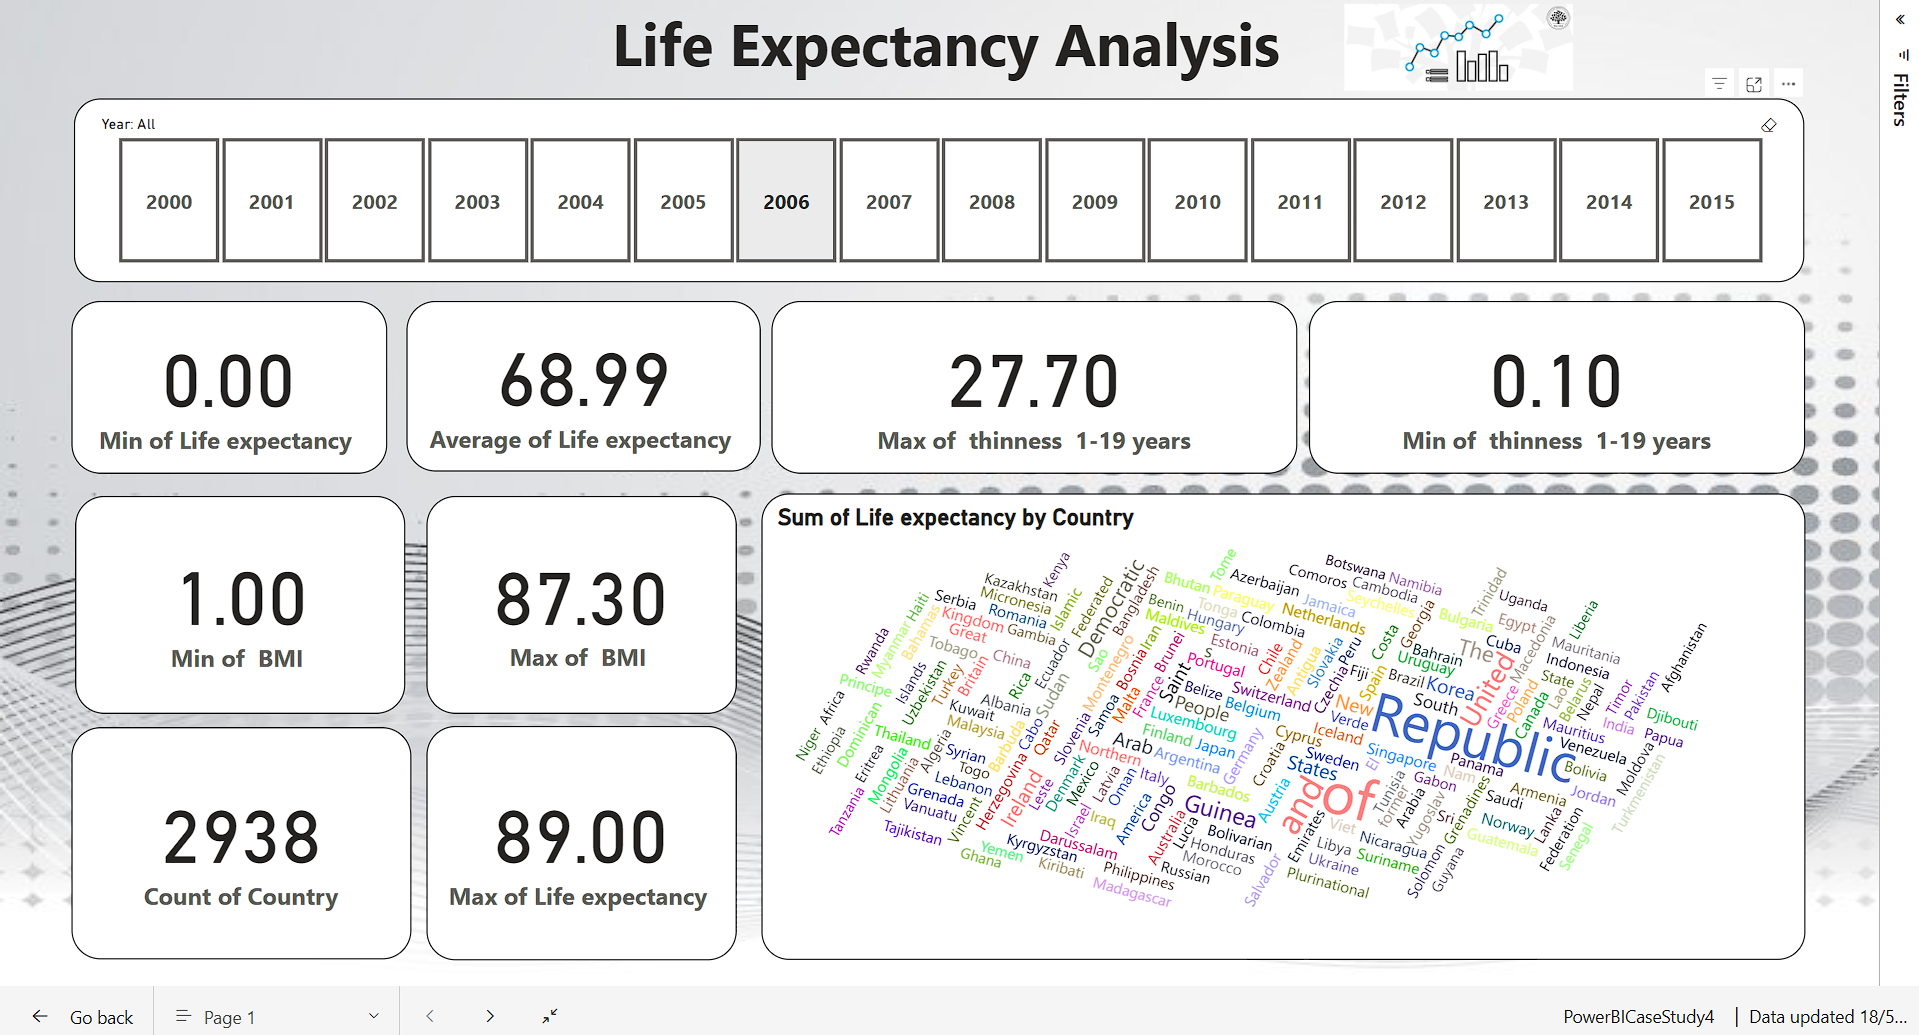 Life Expectancy Analysis
Filters
Year: All
2000 2001 2002 2003 2004 2005 2006 2007 2008 2009 2010 2011 2012 2013 2014 2015
0.00
Min of Life expectancy
68.99
Average of Life expectancy
27.70
Max of thinness 1-19 years
0.10
Min of thinness 1-19 years
1.00
Min of BMI
87.30
Max of BMI
2938
Count of Country
89.00
Max of Life expectancy
Sum of Life expectancy by Country
Kenya
Kazakhstan
Micronesia
Islamic
Federated
Democratic
Bangladesh
Bhutan
Tome
Azerbaijan
Comoros
Botswana
Namibia
Cambodia
Trinidad
Uganda
Liberia
Haiti
Serbia
Romania
Kingdom
Great
Gambia
Benin
Tonga
Paraguay
Jamaica
Seychelles
Georgia
Bulgaria
Egypt
Macedonia
Mauritania
Afghanistan
Rwanda
Myanmar
Bahamas
Tobago
China
Ecuador
Sao
Montenegro
Bosnia
Iran
Maldives
Hungary
Colombia
Netherlands
Costa
Bahrain
The
Cuba
Indonesia
Principe
Islands
Uzbekistan
Turkey
Britain
Rica
Albania
Sudan
Brunei
France
Portugal
S
Estonia
Chile
Zealand
Antigua
Slovakia
Peru
Fiji
Uruguay
Brazil
Korea
United
State
Belarus
Nepal
Timor
Pakistan
Africa
Niger
Ethiopia
Dominican
Thailand
Kuwait
Malaysia
Barbuda
Cabo
Qatar
Slovenia
Samoa
Malta
Saint
People
Belize
Belgium
Switzerland
Czechia
Spain
New
Verde
South
Republic
Greece
Poland
Canada
Laos
Mauritius
India
Djibouti
Papua
Eritrea
Mongolia
Algeria
Syrian
Togo
Lebanon
Lithuania
Herzegovina
Ireland
Leste
Denmark
Northern
Arab
Luxembourg
Finland
Japan
Argentina
Germany
Croatia
Cyprus
Iceland
Sweden
El
Singapore
Panama
Venezuela
Bolivia
Moldova
Turkmenistan
Tanzania
Grenada
Vanuatu
Tajikistan
Vincent
Mexico
Latvia
Oman
Italy
Congo
Barbados
Guinea
Austria
States
and
of
Tunisia
former
Arabia
Gabon
Nam
Yugoslav
Sri
Grenadines
Saudi
Armenia
Jordan
Ghana
Yemen
Kyrgyzstan
Kiribati
Darussalam
Israel
Iraq
America
Australia
Lucia
Bolivarian
Honduras
Morocco
Emirates
Viet
Libya
Ukraine
Nicaragua
Suriname
Solomon
Guyana
Norway
Guatemala
Lanka
Federation
Senegal
Philippines
Madagascar
Russian
Salvador
Plurinational
Go back
Page 1
PowerBICaseStudy4 | Data updated 18/5...